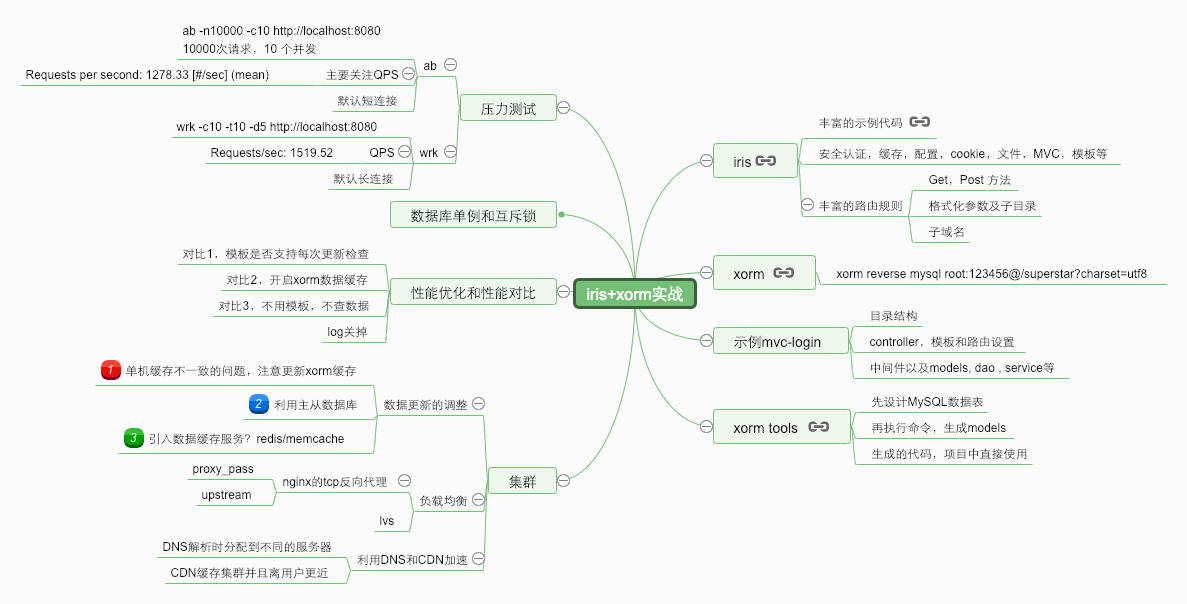 iris+xorm实战
压力测试
ab
ab -n10000 -c10 http://localhost:8080
10000次请求，10 个并发
主要关注QPS
Requests per second: 1278.33 [#/sec] (mean)
默认短连接
wrk
wrk -c10 -t10 -d5 http://localhost:8080
QPS
Requests/sec: 1519.52
默认长连接
数据库单例和互斥锁
性能优化和性能对比
对比1，模板是否支持每次更新检查
对比2，开启xorm数据缓存
对比3，不用模板，不查数据
log关掉
集群
数据更新的调整
1 单机缓存不一致的问题，注意更新xorm缓存
2 利用主从数据库
3 引入数据缓存服务？redis/memcache
负载均衡
nginx的tcp反向代理
proxy_pass
upstream
lvs
利用DNS和CDN加速
DNS解析时分配到不同的服务器
CDN缓存集群并且离用户更近
iris
丰富的示例代码
安全认证，缓存，配置，cookie，文件，MVC，模板等
丰富的路由规则
Get，Post 方法
格式化参数及子目录
子域名
xorm
xorm reverse mysql root:123456@/superstar?charset=utf8
示例mvc-login
目录结构
controller，模板和路由设置
中间件以及models, dao , service等
xorm tools
先设计MySQL数据表
再执行命令，生成models
生成的代码，项目中直接使用